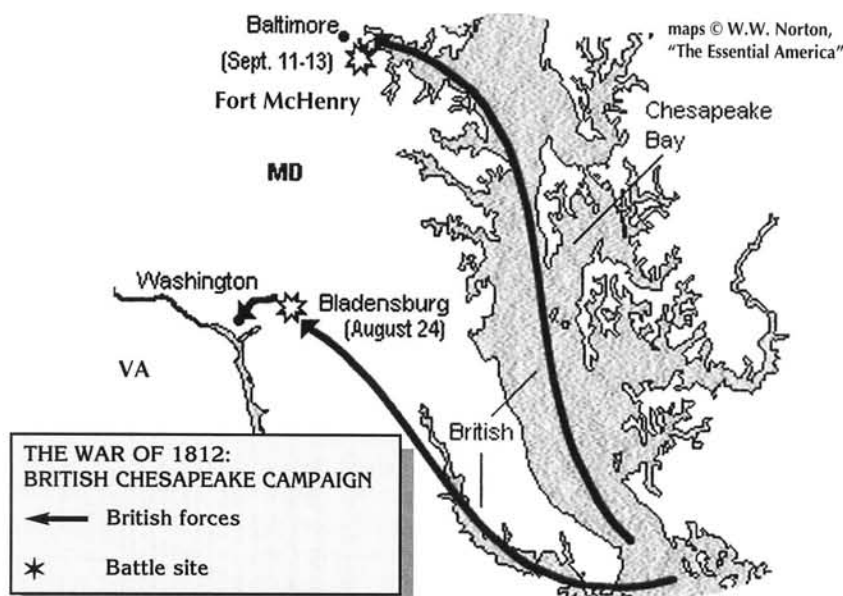 Baltimore
(Sept. 11-13)
Fort McHenry
maps © W.W. Norton,
"The Essential America"
Chesapeake
Bay
MD
Washington
Bladensburg
(August 24)
VA
British
THE WAR OF 1812:
BRITISH CHESAPEAKE CAMPAIGN
British forces
Battle site